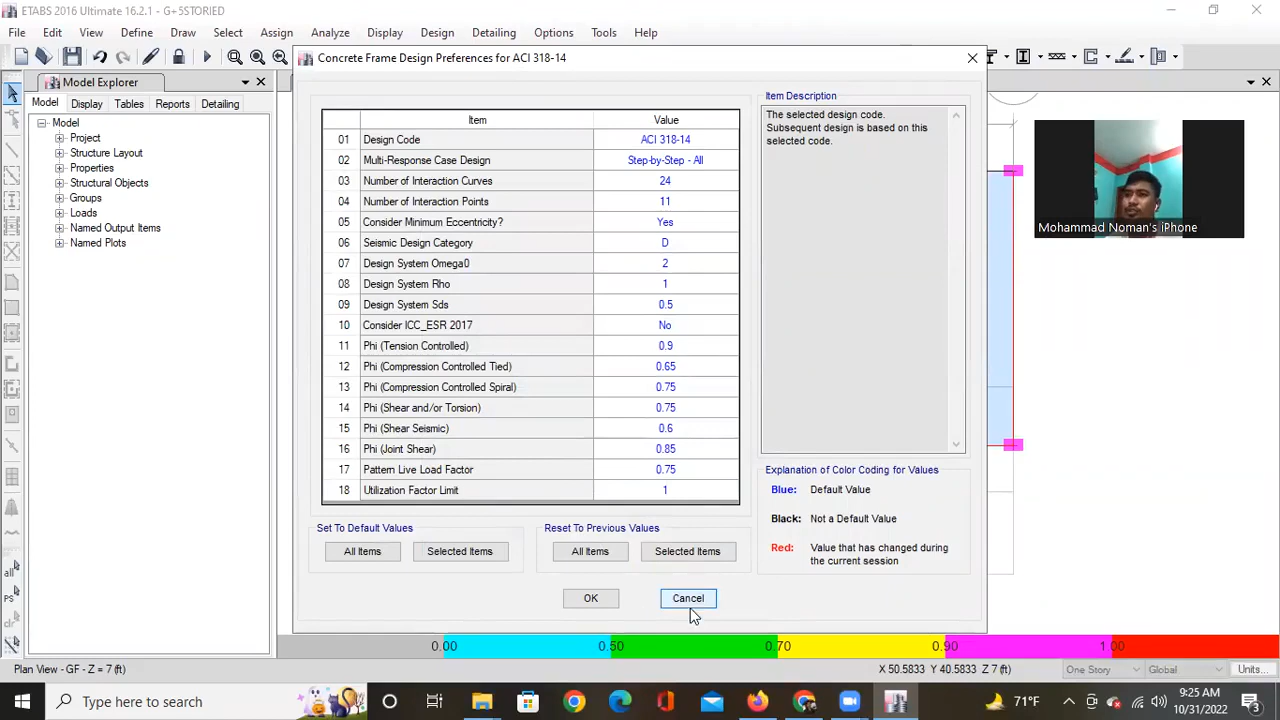 ETABS 2016 Ultimate 16.2.1 - G+5STORIED
File Edit View Define Draw Select Assign Analyze Display Design Detailing Options Tools Help
Concrete Frame Design Preferences for ACI 318-14
Model Explorer
Model Display Tables Reports Detailing
Model
Project
Structure Layout
Properties
Structural Objects
Groups
Loads
Named Output Items
Named Plots
Item Value
01 Design Code ACI 318-14
02 Multi-Response Case Design Step-by-Step - All
03 Number of Interaction Curves 24
04 Number of Interaction Points 11
05 Consider Minimum Eccentricity? Yes
06 Seismic Design Category D
07 Design System Omega0 2
08 Design System Rho 1
09 Design System Sds 0.5
10 Consider ICC_ESR 2017 No
11 Phi (Tension Controlled) 0.9
12 Phi (Compression Controlled Tied) 0.65
13 Phi (Compression Controlled Spiral) 0.75
14 Phi (Shear and/or Torsion) 0.75
15 Phi (Shear Seismic) 0.6
16 Phi (Joint Shear) 0.85
17 Pattern Live Load Factor 0.75
18 Utilization Factor Limit 1
Item Description
The selected design code.
Subsequent design is based on this
selected code.
Explanation of Color Coding for Values
Blue: Default Value
Black: Not a Default Value
Red: Value that has changed during
the current session
Set To Default Values
All Items Selected Items
Reset To Previous Values
All Items Selected Items
OK Cancel
Mohammad Noman's iPhone
all
PS
clr
0.00 0.50 0.70 0.90 1.00
Plan View - GF - Z = 7 (ft)
X 50.5833 Y 40.5833 Z 7 (ft)
One Story Global Units...
Type here to search
71°F
9:25 AM
10/31/2022
3